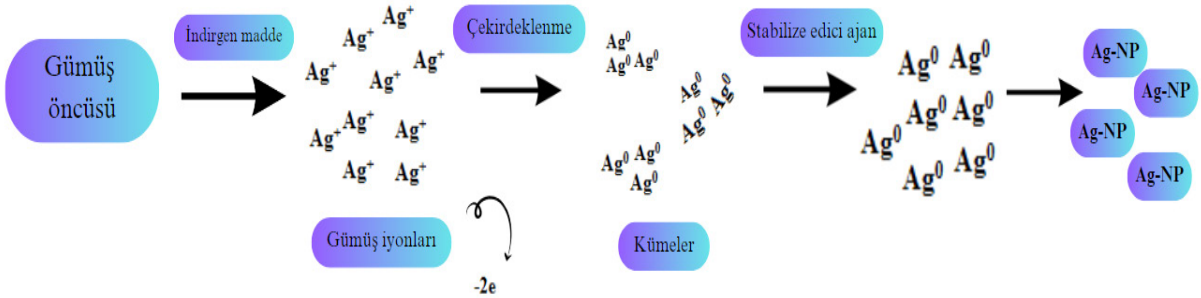 Gümüş
öncüsü
İndirgen madde
Ag⁺
Ag⁺
Ag⁺
Ag⁺
Ag⁺
Ag⁺
Ag⁺
Ag⁺
Ag⁺
Ag⁺
Gümüş iyonları
-2e
Çekirdeklenme
Ag⁰
Ag⁰ Ag⁰
Ag⁰
Ag⁰
Ag⁰
Ag⁰ Ag⁰
Ag⁰
Kümeler
Stabilize edici ajan
Ag⁰ Ag⁰
Ag⁰ Ag⁰
Ag⁰
Ag⁰ Ag⁰
Ag-NP
Ag-NP
Ag-NP
Ag-NP